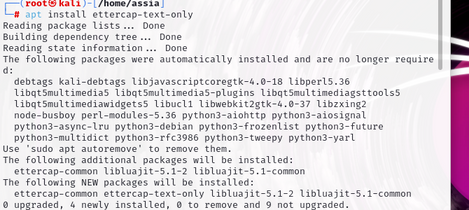 ┌──(root㉿kali)-[/home/assia]
└─# apt install ettercap-text-only
Reading package lists... Done
Building dependency tree... Done
Reading state information... Done
The following packages were automatically installed and are no longer require
d:
  debtags kali-debtags libjavascriptcoregtk-4.0-18 libperl5.36
  libqt5multimedia5 libqt5multimedia5-plugins libqt5multimediagsttools5
  libqt5multimediawidgets5 libucl1 libwebkit2gtk-4.0-37 libzxing2
  node-busboy perl-modules-5.36 python3-aiohttp python3-aiosignal
  python3-async-lru python3-debian python3-frozenlist python3-future
  python3-multidict python3-rfc3986 python3-tweepy python3-yarl
Use 'sudo apt autoremove' to remove them.
The following additional packages will be installed:
  ettercap-common libluajit-5.1-2 libluajit-5.1-common
The following NEW packages will be installed:
  ettercap-common ettercap-text-only libluajit-5.1-2 libluajit-5.1-common
0 upgraded, 4 newly installed, 0 to remove and 9 not upgraded.